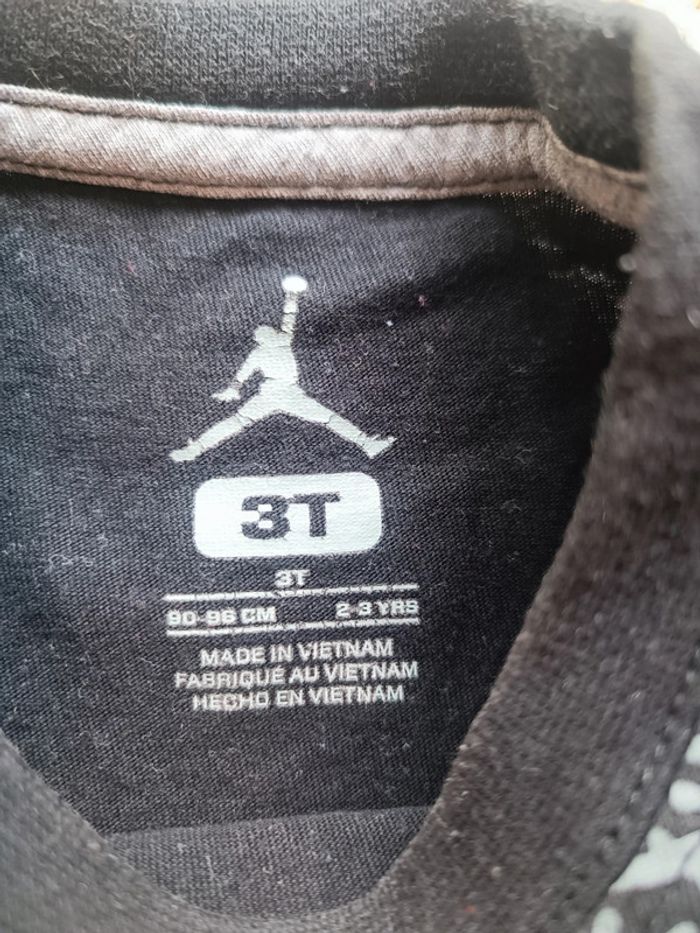 3T
3T
90-96 CM 2-3 YRS
MADE IN VIETNAM
FABRIQUÉ AU VIETNAM
HECHO EN VIETNAM